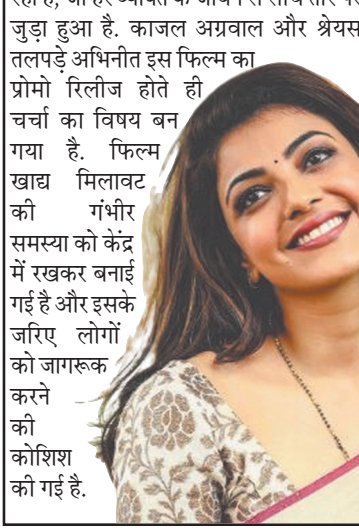 जुड़ा हुआ है. काजल अग्रवाल और श्रेयस
तलपड़े अभिनीत इस फिल्म का
प्रोमो रिलीज होते ही
चर्चा का विषय बन
गया है. फिल्म
खाद्य मिलावट
की गंभीर
समस्या को केंद्र
में रखकर बनाई
गई है और इसके
जरिए लोगों
को जागरूक
करने
की
कोशिश
की गई है.